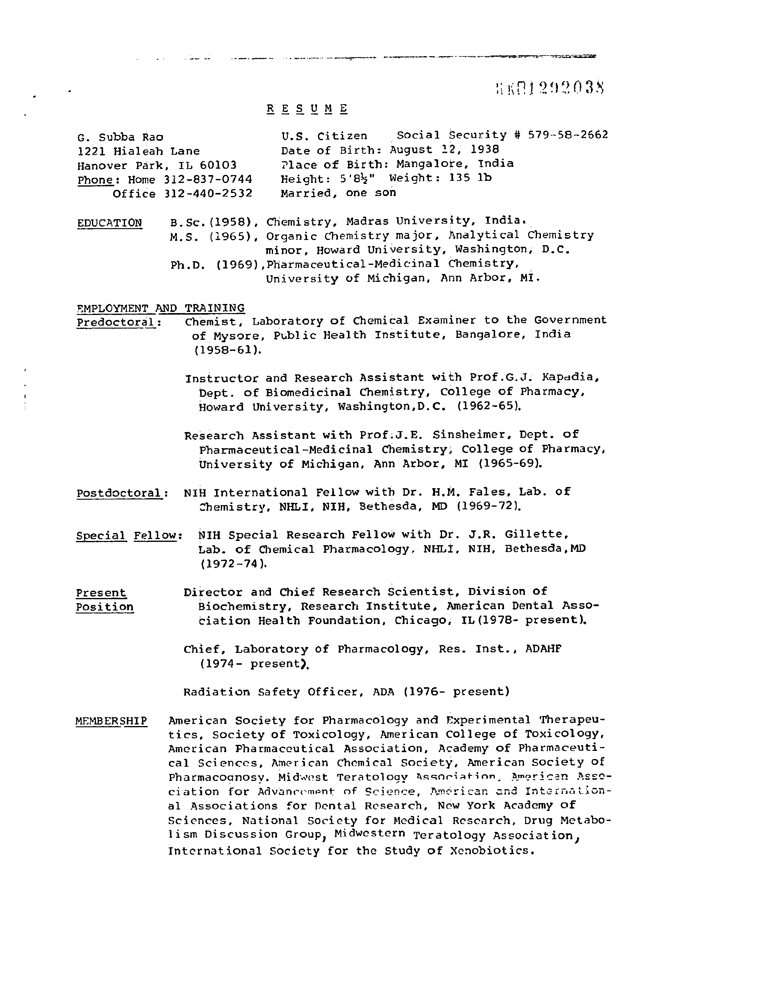 1292038
R E S U M E
G. Subba Rao U.S. Citizen Social Security # 579-58-2662
1221 Hialeah Lane Date of Birth: August 12, 1938
Hanover Park, IL 60103 Place of Birth: Mangalore, India
Phone: Home 312-837-0744 Height: 5'8½" Weight: 135 lb
Office 312-440-2532 Married, one son
EDUCATION B.Sc.(1958), Chemistry, Madras University, India.
M.S. (1965), Organic Chemistry major, Analytical Chemistry
minor, Howard University, Washington, D.C.
Ph.D. (1969),Pharmaceutical-Medicinal Chemistry,
University of Michigan, Ann Arbor, MI.
EMPLOYMENT AND TRAINING
Predoctoral: Chemist, Laboratory of Chemical Examiner to the Government
of Mysore, Public Health Institute, Bangalore, India
(1958-61).
Instructor and Research Assistant with Prof.G.J. Kapadia,
Dept. of Biomedicinal Chemistry, College of Pharmacy,
Howard University, Washington,D.C. (1962-65).
Research Assistant with Prof.J.E. Sinsheimer, Dept. of
Pharmaceutical-Medicinal Chemistry, College of Pharmacy,
University of Michigan, Ann Arbor, MI (1965-69).
Postdoctoral: NIH International Fellow with Dr. H.M. Fales, Lab. of
Chemistry, NHLI, NIH, Bethesda, MD (1969-72).
Special Fellow: NIH Special Research Fellow with Dr. J.R. Gillette,
Lab. of Chemical Pharmacology, NHLI, NIH, Bethesda,MD
(1972-74).
Present Director and Chief Research Scientist, Division of
Position Biochemistry, Research Institute, American Dental Asso-
ciation Health Foundation, Chicago, IL(1978- present).
Chief, Laboratory of Pharmacology, Res. Inst., ADAHF
(1974- present).
Radiation Safety Officer, ADA (1976- present)
MEMBERSHIP American Society for Pharmacology and Experimental Therapeu-
tics, Society of Toxicology, American College of Toxicology,
American Pharmaceutical Association, Academy of Pharmaceuti-
cal Sciences, American Chemical Society, American Society of
Pharmacognosy, Midwest Teratology Association, American Asso-
ciation for Advancement of Science, American and Internation-
al Associations for Dental Research, New York Academy of
Sciences, National Society for Medical Research, Drug Metabo-
lism Discussion Group, Midwestern Teratology Association,
International Society for the Study of Xenobiotics.